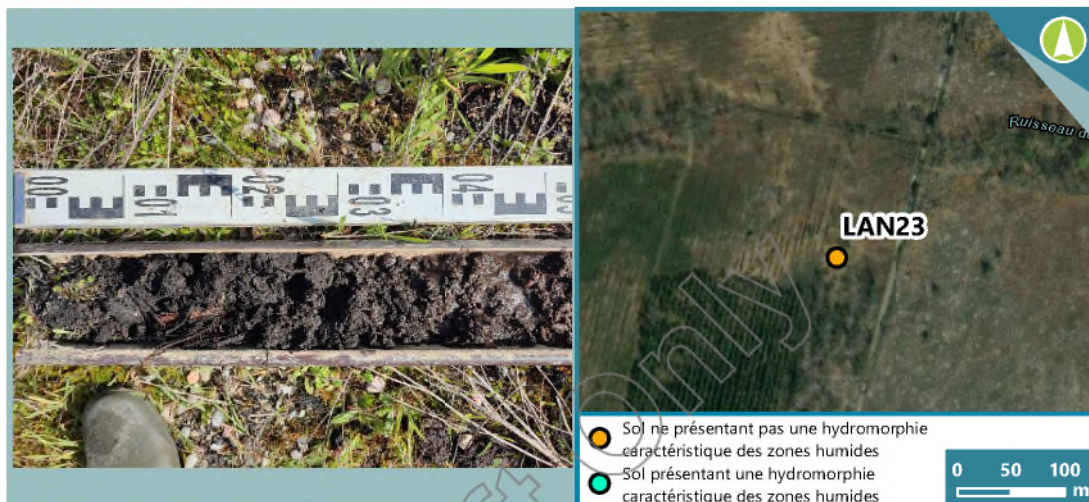 00 01 02 03 04
LAN23
Ruisseau d
Sol ne présentant pas une hydromorphie
caractéristique des zones humides
Sol présentant une hydromorphie
caractéristique des zones humides
0 50 100
m
Only